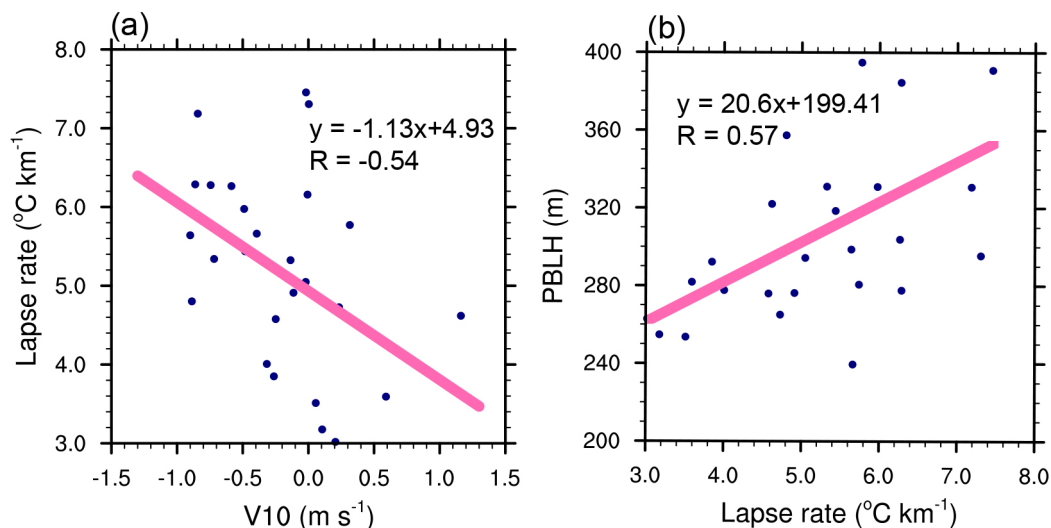 (a)
8.0
7.0
6.0
5.0
4.0
3.0
Lapse rate (°C km⁻¹)
y = -1.13x+4.93
R = -0.54
-1.5 -1.0 -0.5 0.0 0.5 1.0 1.5
V10 (m s⁻¹)
(b)
400
360
320
280
240
200
PBLH (m)
y = 20.6x+199.41
R = 0.57
3.0 4.0 5.0 6.0 7.0 8.0
Lapse rate (°C km⁻¹)